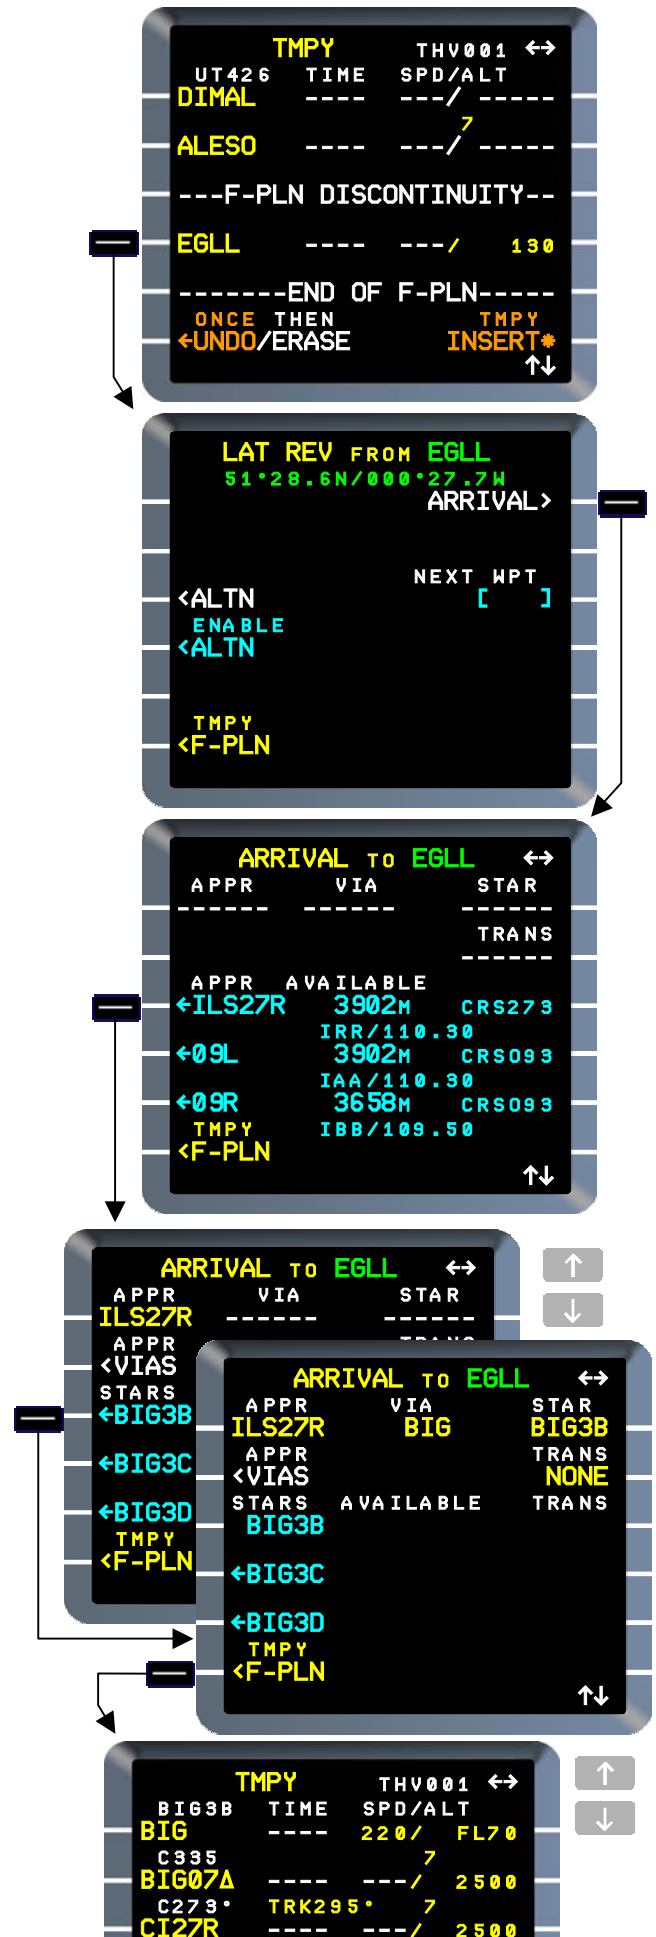 TMPY THV001 ←→
UT426 TIME SPD/ALT
DIMAL ---- ---/ -----
7
ALESO ---- ---/ -----
---F-PLN DISCONTINUITY--
EGLL ---- ---/ 130
-------END OF F-PLN-----
ONCE THEN TMPY
←UNDO/ERASE INSERT*
↑↓
LAT REV FROM EGLL
51°28.6N/000°27.7W
ARRIVAL>
NEXT WPT
<ALTN [ ]
ENABLE
<ALTN
TMPY
<F-PLN
ARRIVAL TO EGLL ←→
APPR VIA STAR
------ ------ ------
TRANS
------
APPR AVAILABLE
←ILS27R 3902M CRS273
IRR/110.30
←09L 3902M CRS093
IAA/110.30
←09R 3658M CRS093
TMPY IBB/109.50
<F-PLN
↑↓
ARRIVAL TO EGLL ←→
APPR VIA STAR
ILS27R ------ ------
APPR TRANS
<VIAS
STARS
←BIG3B
←BIG3C
←BIG3D
TMPY
<F-PLN
↑
↓
ARRIVAL TO EGLL ←→
APPR VIA STAR
ILS27R BIG BIG3B
APPR TRANS
<VIAS NONE
STARS AVAILABLE TRANS
BIG3B
←BIG3C
←BIG3D
TMPY
<F-PLN
↑↓
TMPY THV001 ←→
BIG3B TIME SPD/ALT
BIG ---- 220/ FL70
C335 7
BIG07Δ ---- ---/ 2500
C273° TRK295° 7
CI27R ---- ---/ 2500
↑
↓